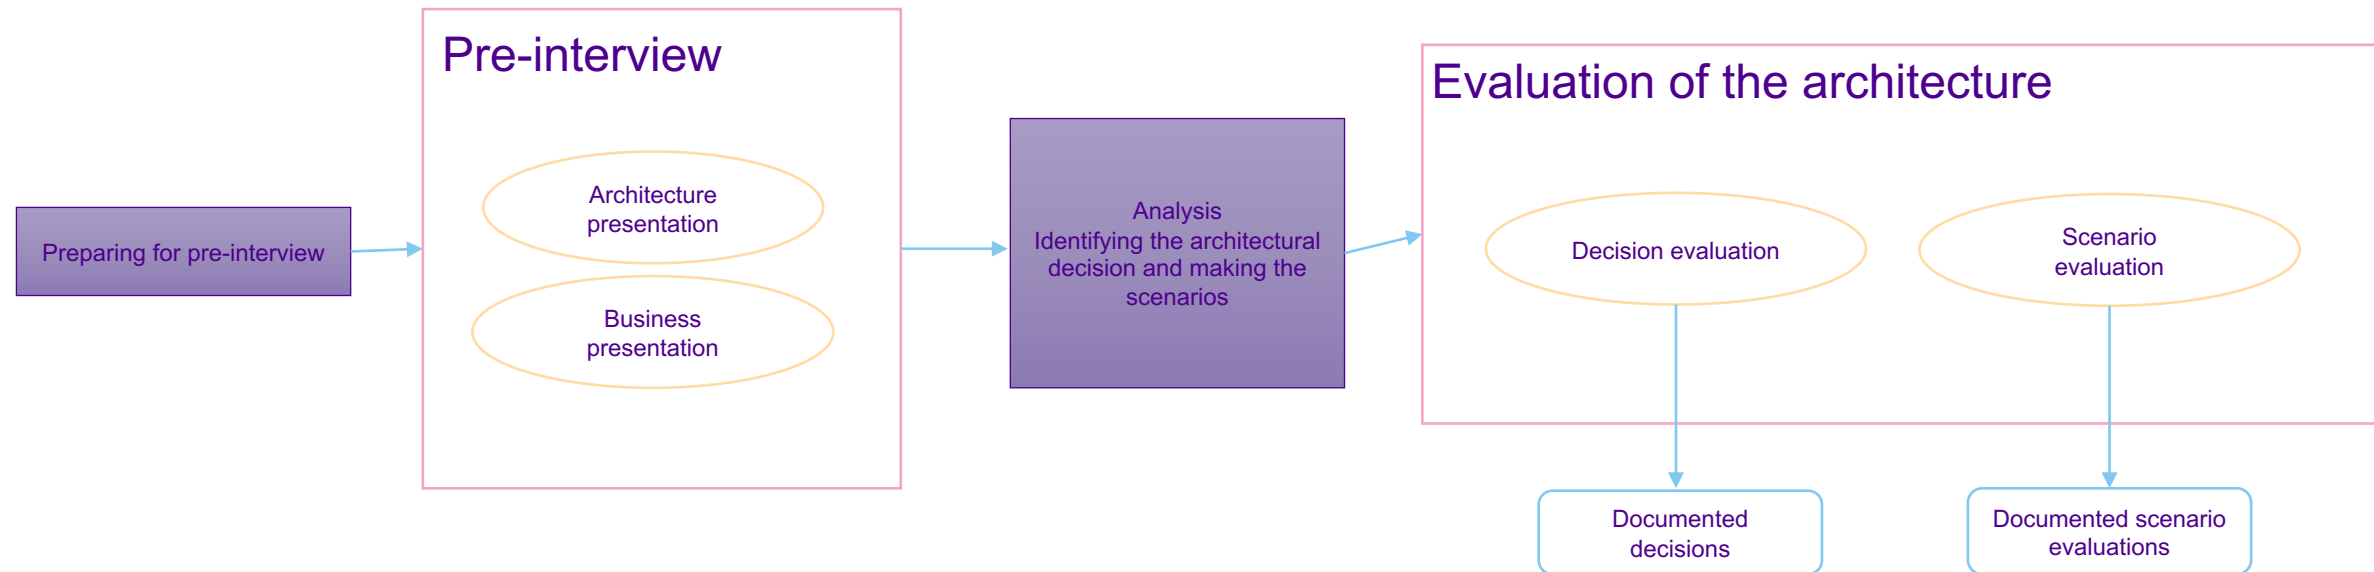 Preparing for pre-interview
Pre-interview
Architecture
presentation
Business
presentation
Analysis
Identifying the architectural
decision and making the
scenarios
Evaluation of the architecture
Decision evaluation
Scenario
evaluation
Documented
decisions
Documented scenario
evaluations